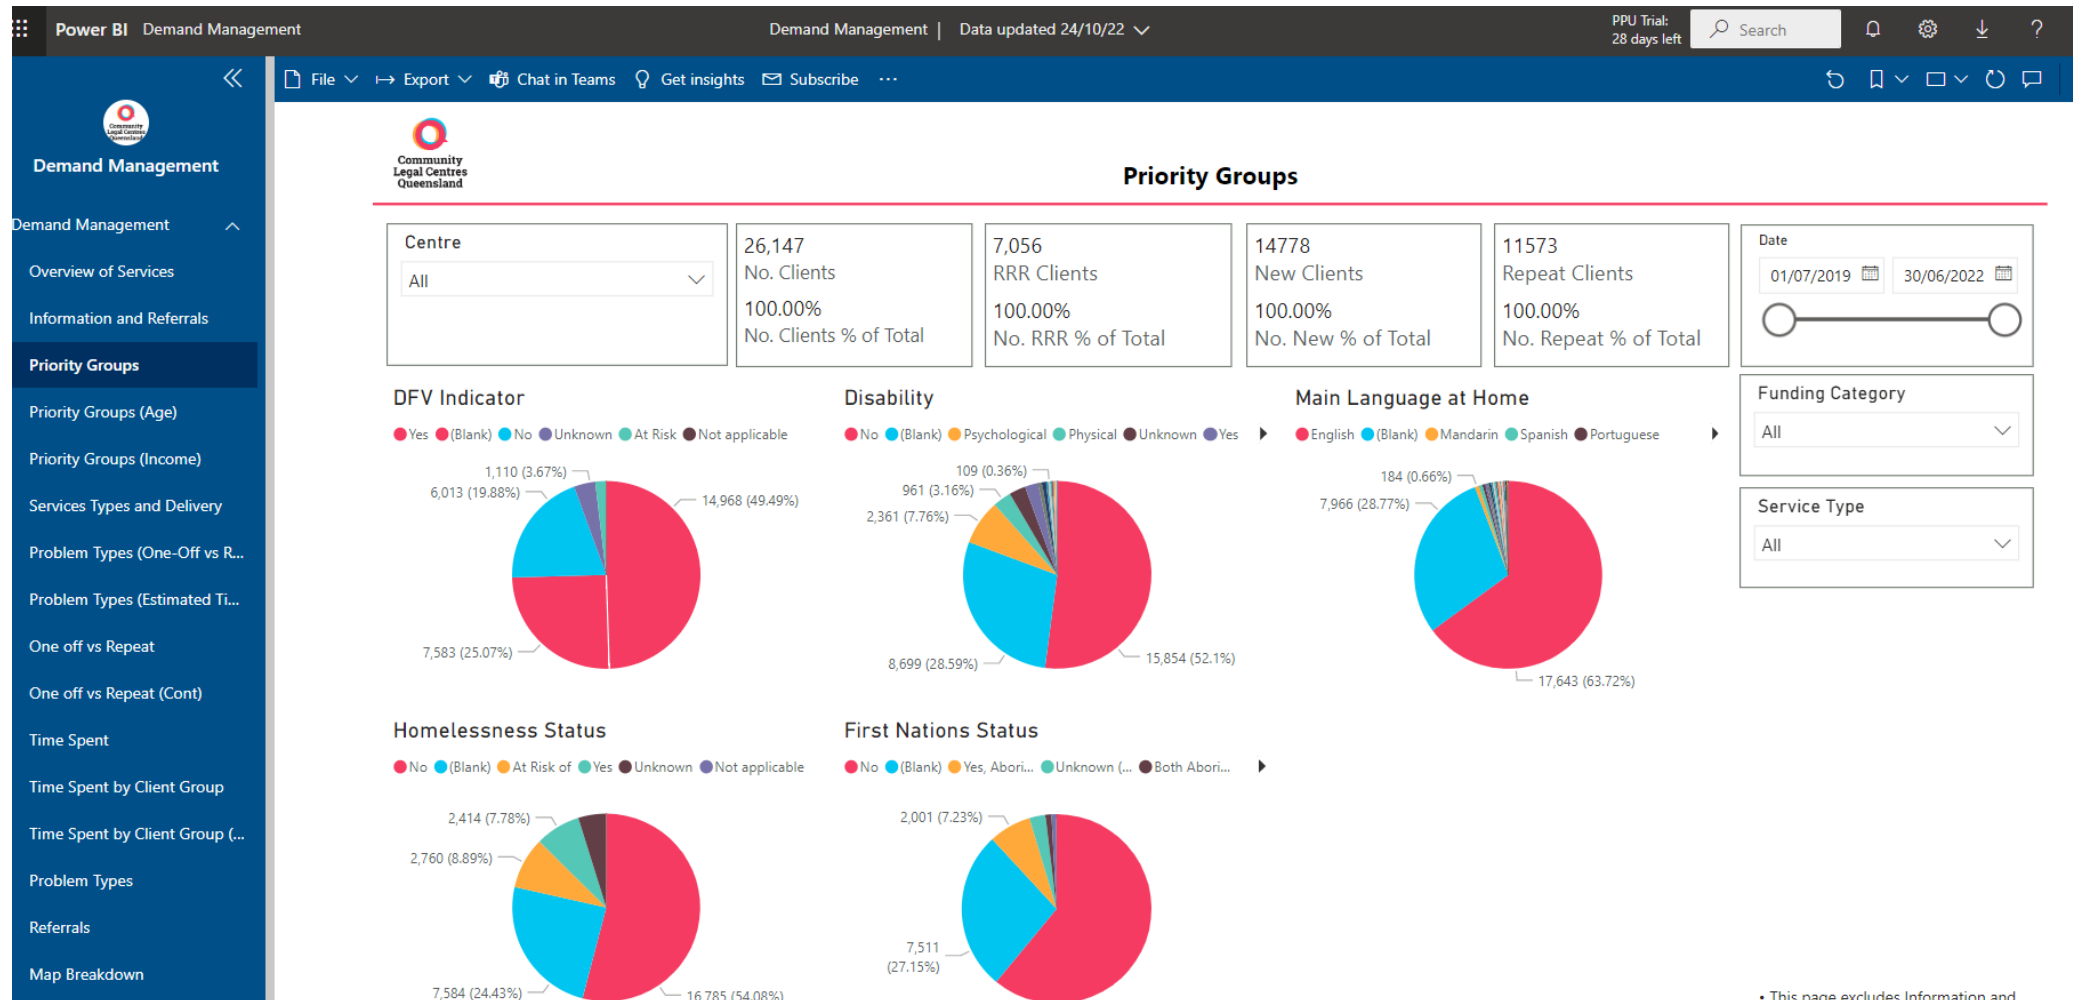 Power BI Demand Management
Demand Management | Data updated 24/10/22
PPU Trial:
28 days left
Search
?
File Export Chat in Teams Get insights Subscribe ···
Community
Legal Centres
Queensland
Demand Management
Demand Management
Overview of Services
Information and Referrals
Priority Groups
Priority Groups (Age)
Priority Groups (Income)
Services Types and Delivery
Problem Types (One-Off vs R...
Problem Types (Estimated Ti...
One off vs Repeat
One off vs Repeat (Cont)
Time Spent
Time Spent by Client Group
Time Spent by Client Group (...
Problem Types
Referrals
Map Breakdown
Community
Legal Centres
Queensland
Priority Groups
Centre
All
26,147
No. Clients
100.00%
No. Clients % of Total
7,056
RRR Clients
100.00%
No. RRR % of Total
14778
New Clients
100.00%
No. New % of Total
11573
Repeat Clients
100.00%
No. Repeat % of Total
Date
01/07/2019 30/06/2022
Funding Category
All
Service Type
All
DFV Indicator
Yes (Blank) No Unknown At Risk Not applicable
1,110 (3.67%)
6,013 (19.88%)
14,968 (49.49%)
7,583 (25.07%)
Disability
No (Blank) Psychological Physical Unknown Yes
109 (0.36%)
961 (3.16%)
2,361 (7.76%)
8,699 (28.59%)
15,854 (52.1%)
Main Language at Home
English (Blank) Mandarin Spanish Portuguese
184 (0.66%)
7,966 (28.77%)
17,643 (63.72%)
Homelessness Status
No (Blank) At Risk of Yes Unknown Not applicable
2,414 (7.78%)
2,760 (8.89%)
7,584 (24.43%)
16,785 (54.08%)
First Nations Status
No (Blank) Yes, Abori... Unknown (... Both Abori...
2,001 (7.23%)
7,511
(27.15%)
• This page excludes Information and